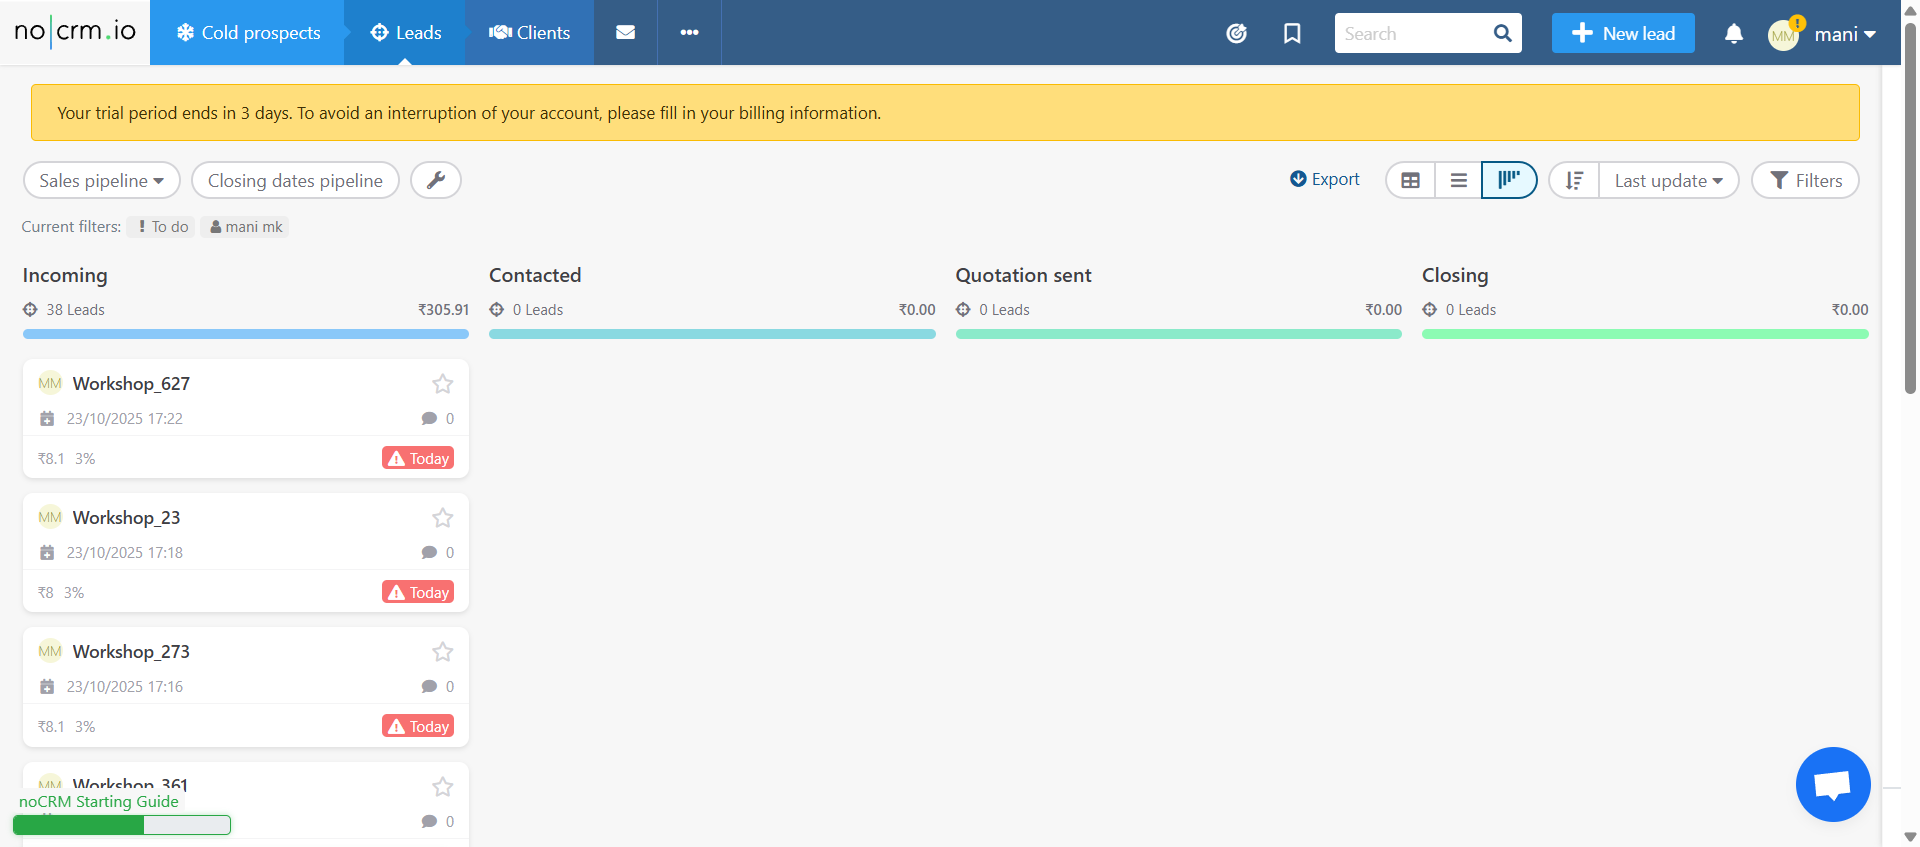 no|crm.io
Cold prospects
Leads
Clients
Search
New lead
MM
mani
Your trial period ends in 3 days. To avoid an interruption of your account, please fill in your billing information.
Sales pipeline
Closing dates pipeline
Export
Last update
Filters
Current filters: ! To do mani mk
Incoming
38 Leads ₹305.91
Contacted
0 Leads ₹0.00
Quotation sent
0 Leads ₹0.00
Closing
0 Leads ₹0.00
MM Workshop_627
23/10/2025 17:22 0
₹8.1 3% Today
MM Workshop_23
23/10/2025 17:18 0
₹8 3% Today
MM Workshop_273
23/10/2025 17:16 0
₹8.1 3% Today
MM Workshop_361
0
noCRM Starting Guide